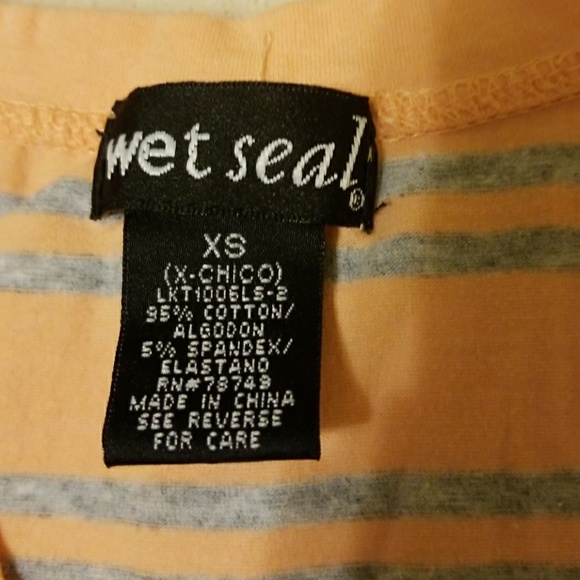 wet seal®
XS
(X-CHICO)
LKT1006LS-2
95% COTTON/
ALGODON
5% SPANDEX/
ELASTANO
RN#78749
MADE IN CHINA
SEE REVERSE
FOR CARE